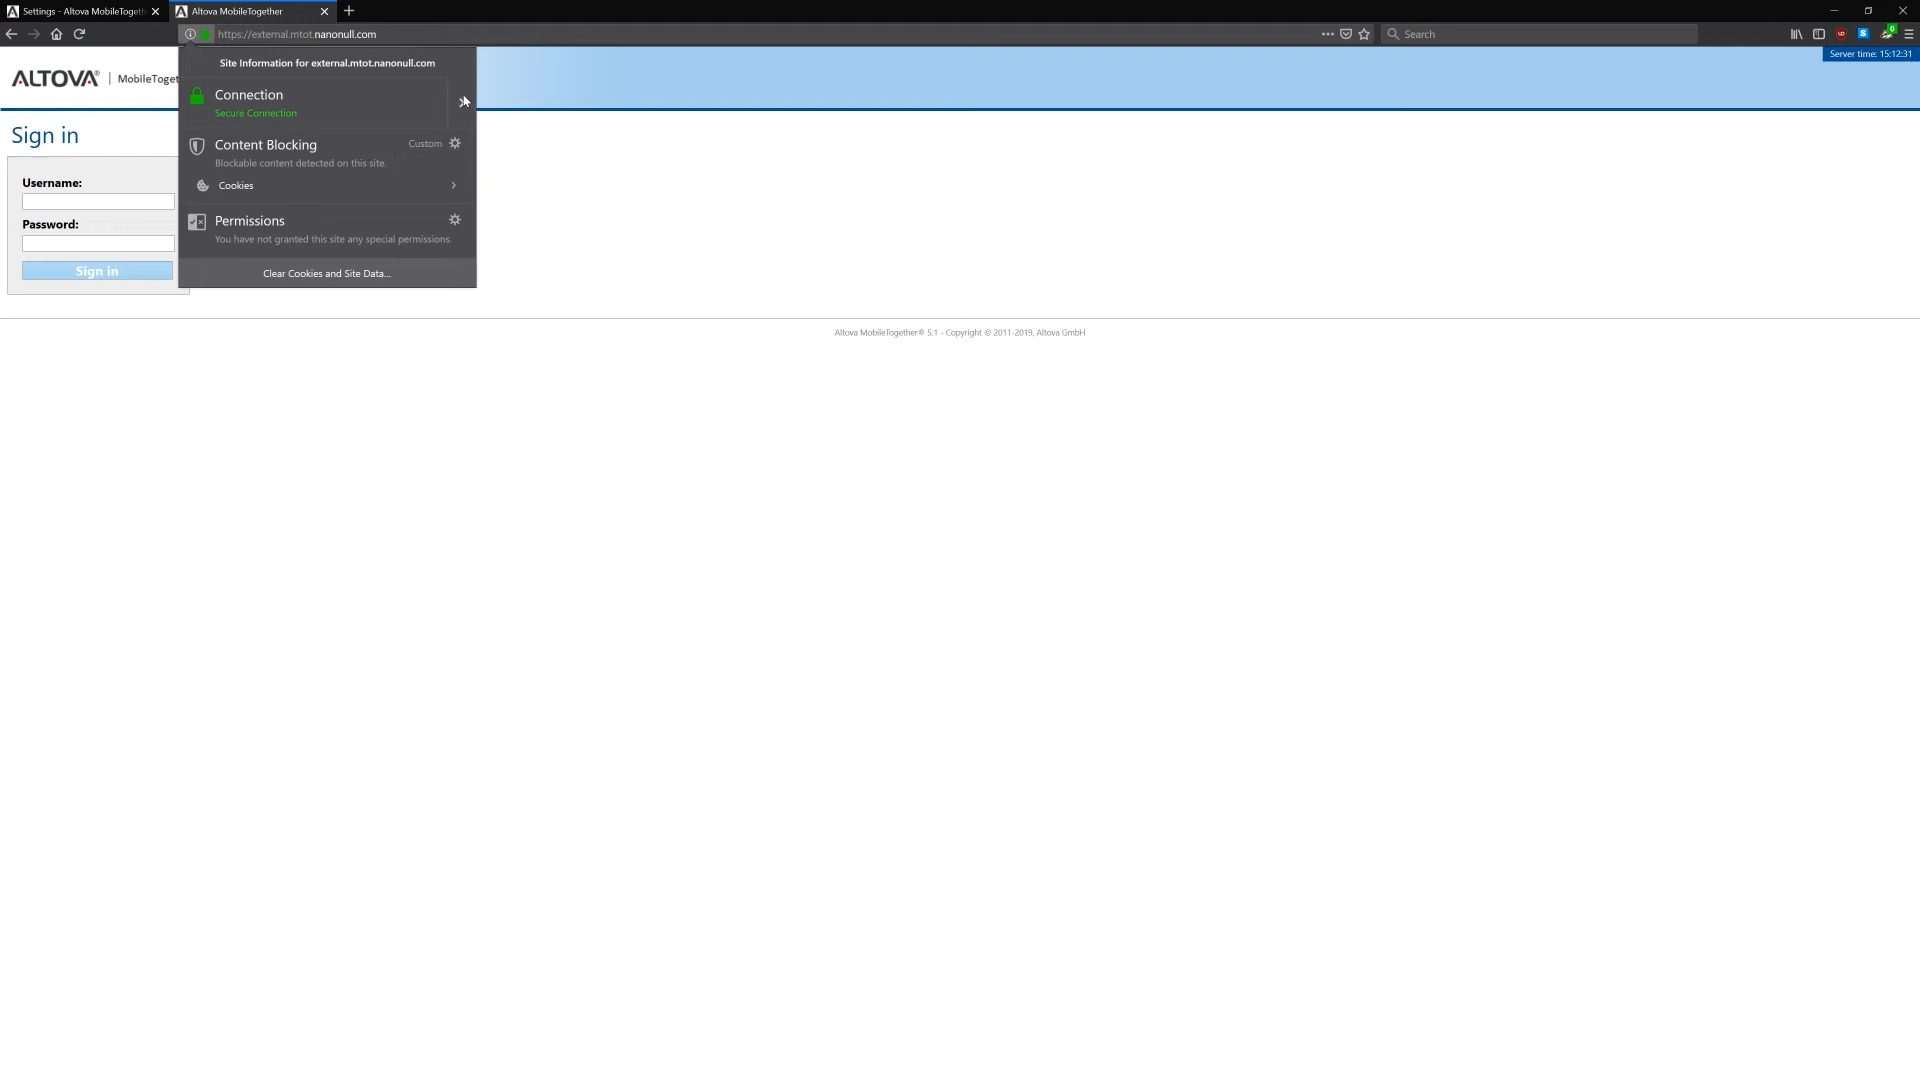 Settings - Altova MobileTogeth
Altova MobileTogether
https://external.mtot.nanonull.com
Search
0
Server time: 15:12:31
ALTOVA® | MobileToget
Site Information for external.mtot.nanonull.com
Connection
Secure Connection
Content Blocking
Custom
Blockable content detected on this site.
Cookies
Permissions
You have not granted this site any special permissions.
Clear Cookies and Site Data...
Sign in
Username:
Password:
Sign in
Altova MobileTogether® 5.1 - Copyright © 2011-2019, Altova GmbH